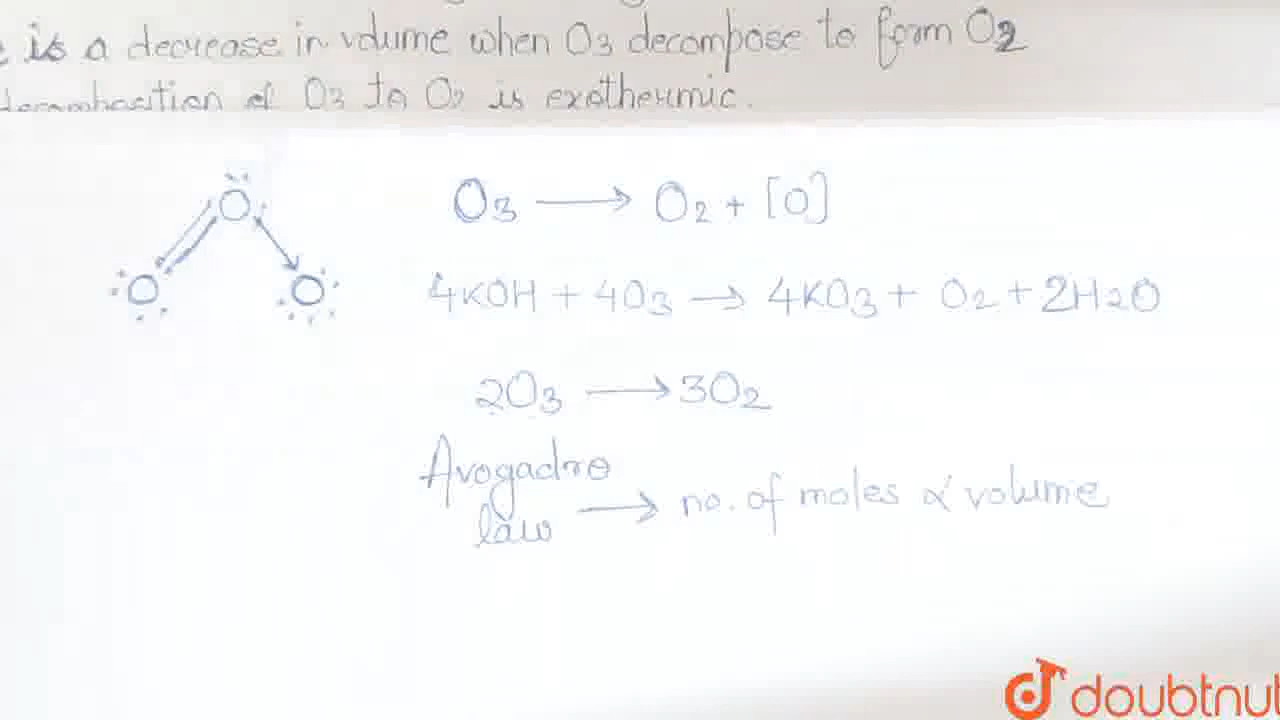 is a decrease in volume when O3 decompose to form O2
decomposition of O3 to O2 is exothermic.
O3 → O2 + [O]
O
O O
4KOH + 4O3 → 4KO3 + O2 + 2H2O
2O3 → 3O2
Avogadro
law → no. of moles ∝ volume
doubtnut